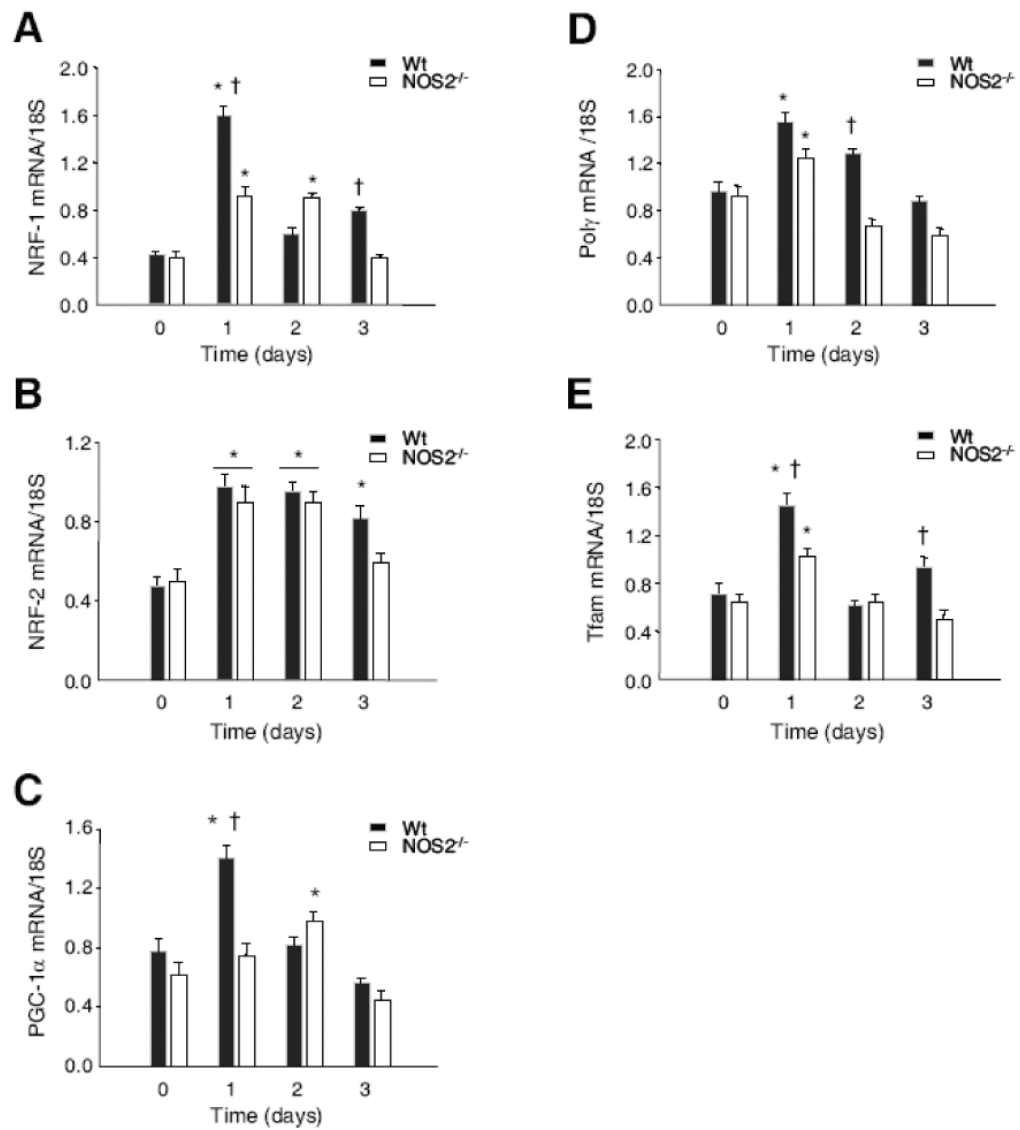 A
Wt
NOS2-/-
* †
*
*
†
2.0
1.6
1.2
0.8
0.4
0.0
NRF-1 mRNA/18S
0
1
2
3
Time (days)
B
Wt
NOS2-/-
*
*
*
1.2
0.8
0.4
0.0
NRF-2 mRNA/18S
0
1
2
3
Time (days)
C
Wt
NOS2-/-
* †
*
1.6
1.2
0.8
0.4
0.0
PGC-1α mRNA/18S
0
1
2
3
Time (days)
D
Wt
NOS2-/-
*
*
†
2.0
1.6
1.2
0.8
0.4
0.0
Polγ mRNA /18S
0
1
2
3
Time (days)
E
Wt
NOS2-/-
* †
*
†
2.0
1.6
1.2
0.8
0.4
0.0
Tfam mRNA/18S
0
1
2
3
Time (days)